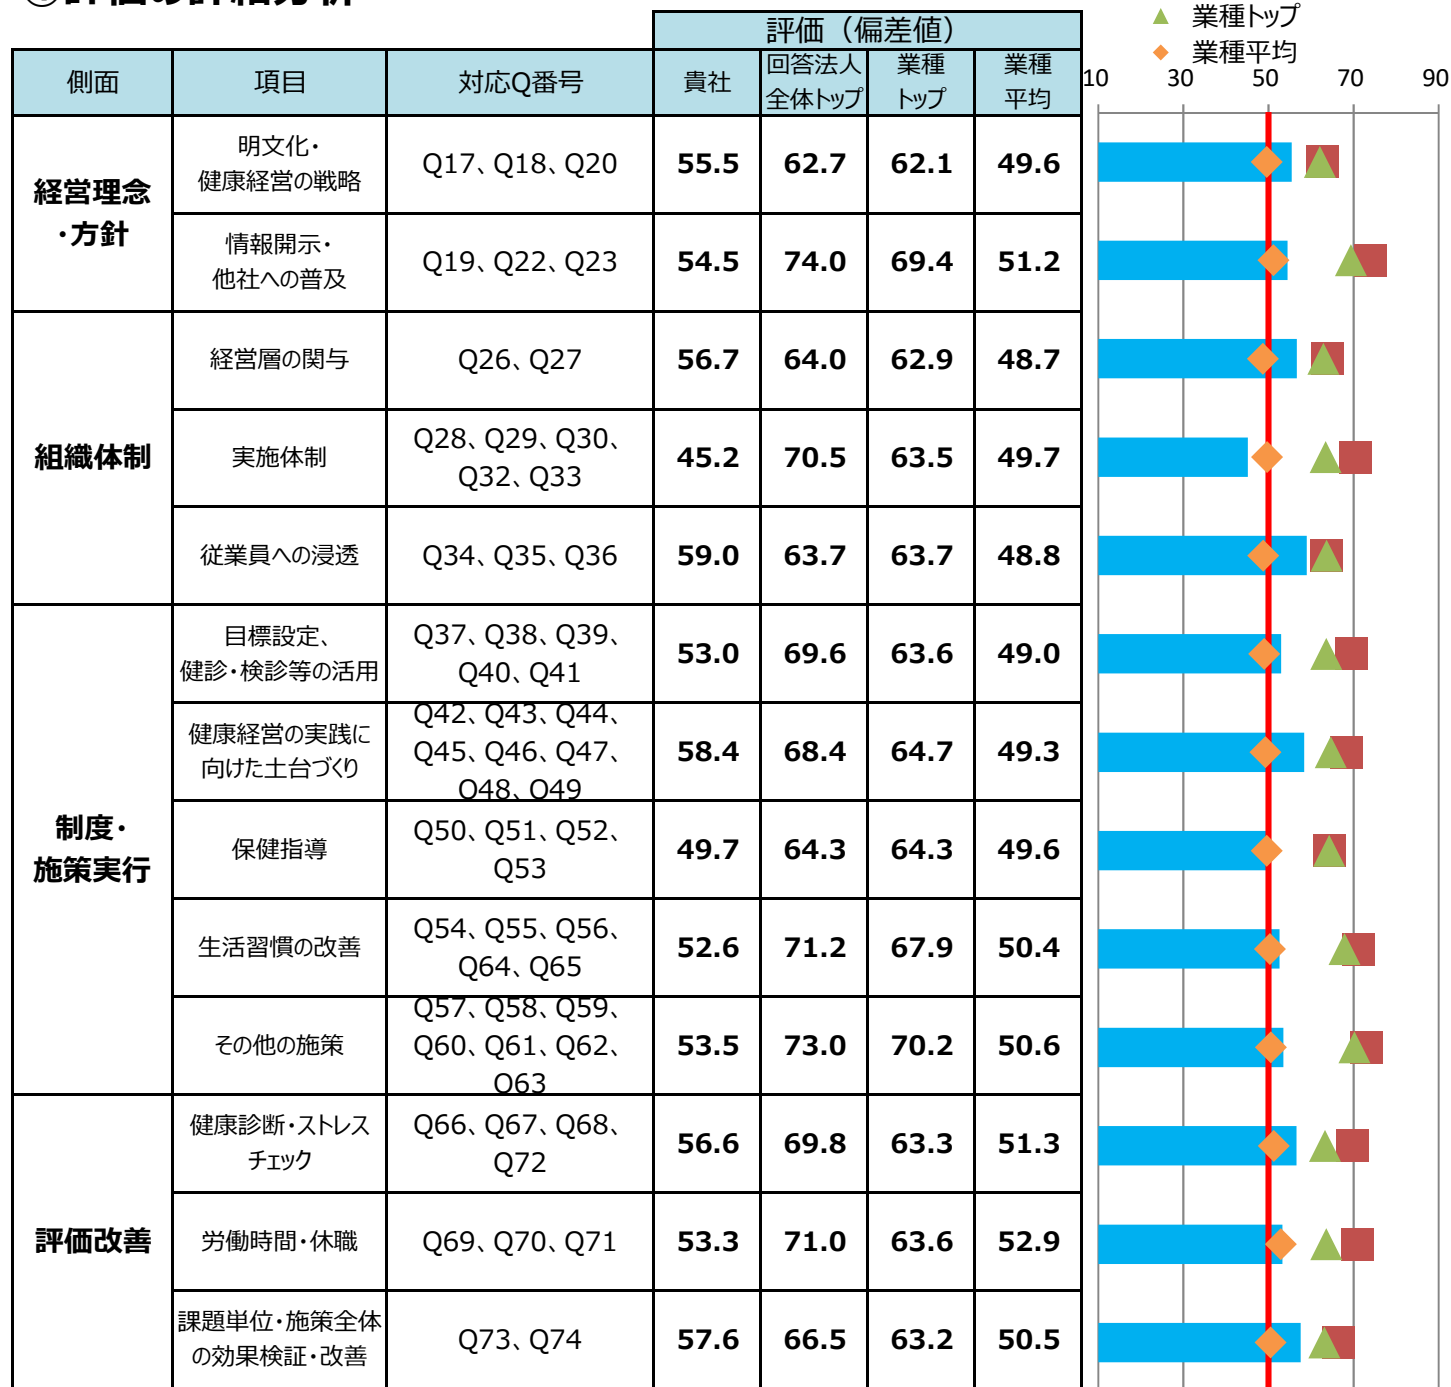 ①評価の詳細分析
▲ 業種トップ
◆ 業種平均
評価（偏差値）
側面 項目 対応Q番号 貴社 回答法人全体トップ 業種トップ 業種平均
10 30 50 70 90
経営理念・方針
明文化・健康経営の戦略 Q17、Q18、Q20 55.5 62.7 62.1 49.6
情報開示・他社への普及 Q19、Q22、Q23 54.5 74.0 69.4 51.2
組織体制
経営層の関与 Q26、Q27 56.7 64.0 62.9 48.7
実施体制 Q28、Q29、Q30、Q32、Q33 45.2 70.5 63.5 49.7
従業員への浸透 Q34、Q35、Q36 59.0 63.7 63.7 48.8
制度・施策実行
目標設定、健診・検診等の活用 Q37、Q38、Q39、Q40、Q41 53.0 69.6 63.6 49.0
健康経営の実践に向けた土台づくり Q42、Q43、Q44、Q45、Q46、Q47、Q48、Q49 58.4 68.4 64.7 49.3
保健指導 Q50、Q51、Q52、Q53 49.7 64.3 64.3 49.6
生活習慣の改善 Q54、Q55、Q56、Q64、Q65 52.6 71.2 67.9 50.4
その他の施策 Q57、Q58、Q59、Q60、Q61、Q62、Q63 53.5 73.0 70.2 50.6
評価改善
健康診断・ストレスチェック Q66、Q67、Q68、Q72 56.6 69.8 63.3 51.3
労働時間・休職 Q69、Q70、Q71 53.3 71.0 63.6 52.9
課題単位・施策全体の効果検証・改善 Q73、Q74 57.6 66.5 63.2 50.5